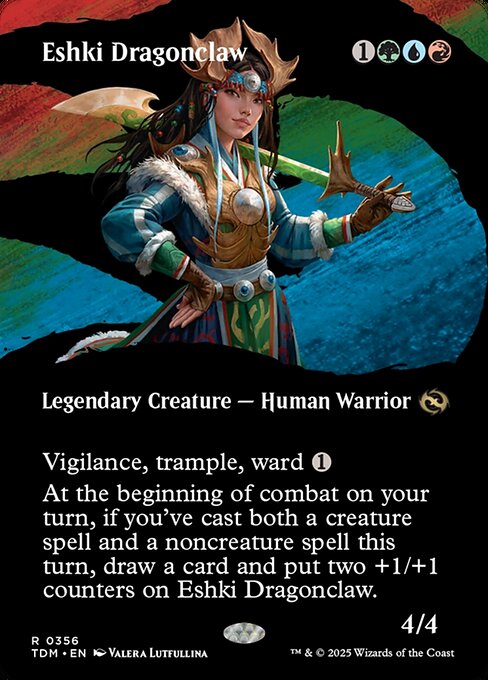 Eshki Dragonclaw 1
Legendary Creature — Human Warrior
Vigilance, trample, ward 1
At the beginning of combat on your
turn, if you've cast both a creature
spell and a noncreature spell this
turn, draw a card and put two +1/+1
counters on Eshki Dragonclaw.
4/4
R 0356
TDM • EN Valera Lutfullina
™ & © 2025 Wizards of the Coast